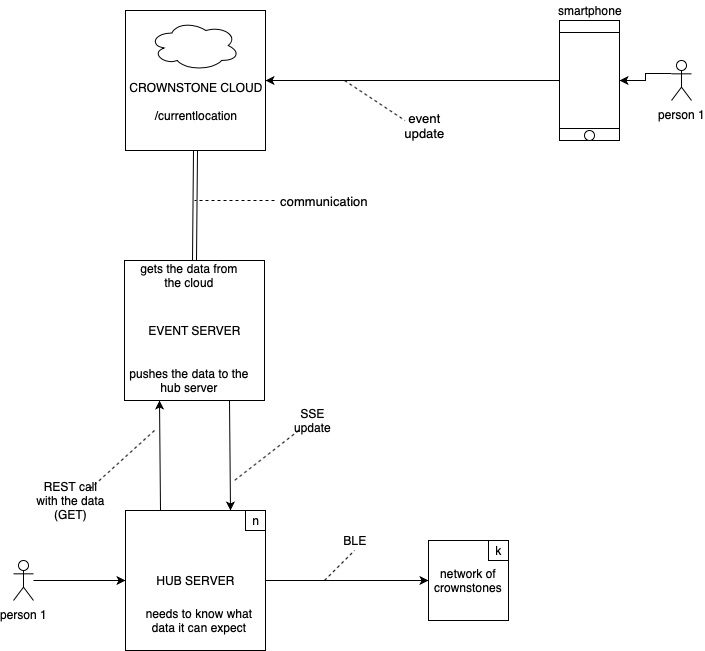 smartphone
CROWNSTONE CLOUD
/currentlocation
event
update
person 1
communication
gets the data from
the cloud
EVENT SERVER
pushes the data to the
hub server
SSE
update
REST call
with the data
(GET)
n
BLE
k
network of
crownstones
HUB SERVER
person 1
needs to know what
data it can expect